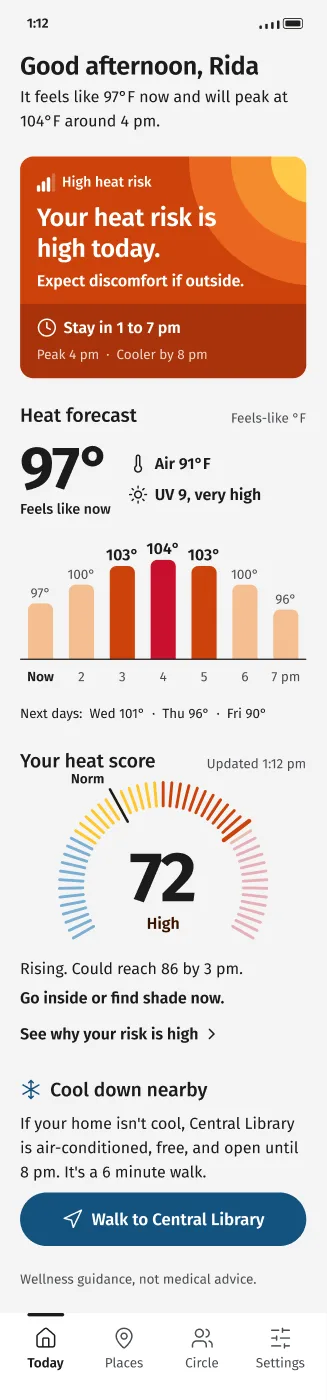 1:12
Good afternoon, Rida
It feels like 97°F now and will peak at
104°F around 4 pm.
High heat risk
Your heat risk is
high today.
Expect discomfort if outside.
Stay in 1 to 7 pm
Peak 4 pm · Cooler by 8 pm
Heat forecast
Feels-like °F
97°
Feels like now
Air 91°F
UV 9, very high
97° 100° 103° 104° 103° 100° 96°
Now 2 3 4 5 6 7 pm
Next days: Wed 101° · Thu 96° · Fri 90°
Your heat score
Updated 1:12 pm
Norm
72
High
Rising. Could reach 86 by 3 pm.
Go inside or find shade now.
See why your risk is high
Cool down nearby
If your home isn't cool, Central Library
is air-conditioned, free, and open until
8 pm. It's a 6 minute walk.
Walk to Central Library
Wellness guidance, not medical advice.
Today Places Circle Settings